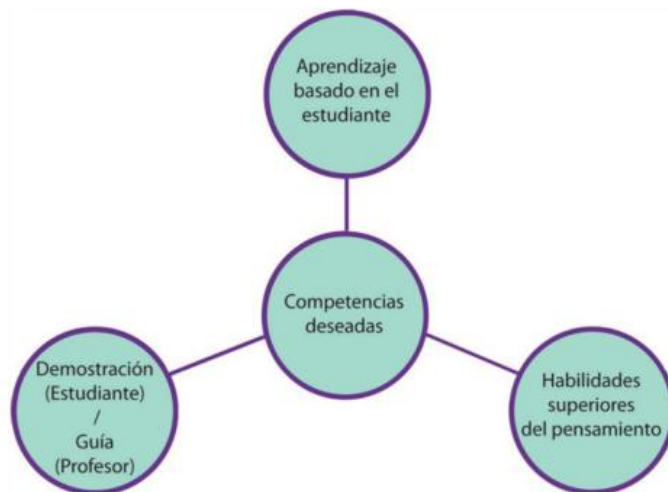 Aprendizaje
basado en el
estudiante
Competencias
deseadas
Demostración
(Estudiante)
/
Guía
(Profesor)
Habilidades
superiores
del pensamiento